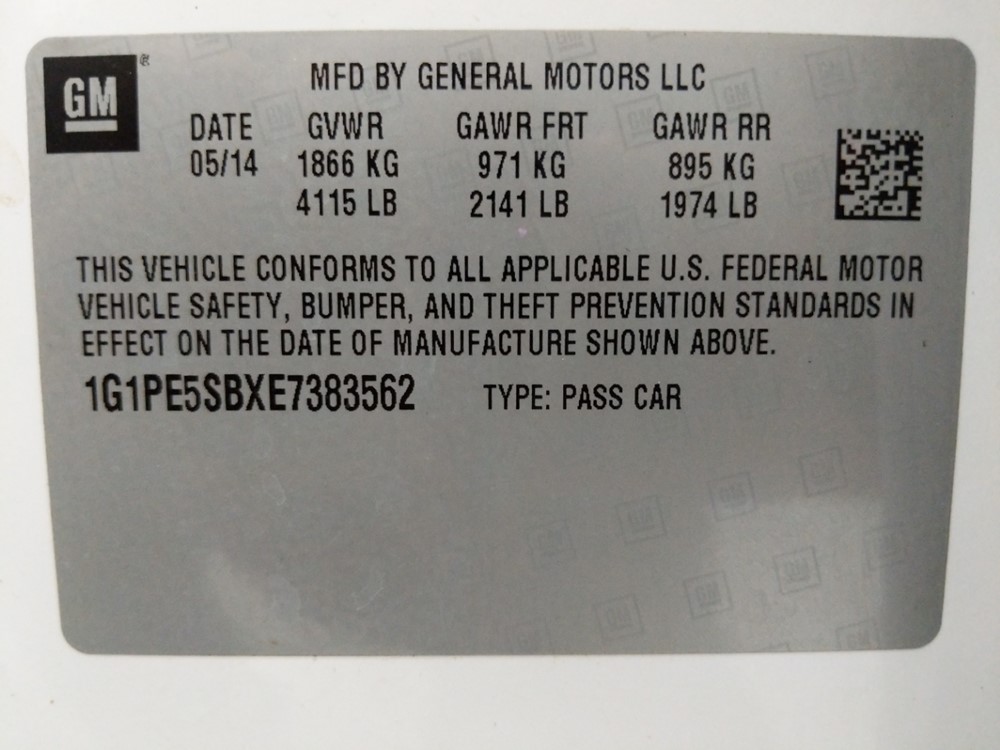 GM®
MFD BY GENERAL MOTORS LLC
DATE GVWR GAWR FRT GAWR RR
05/14 1866 KG 971 KG 895 KG
4115 LB 2141 LB 1974 LB
THIS VEHICLE CONFORMS TO ALL APPLICABLE U.S. FEDERAL MOTOR
VEHICLE SAFETY, BUMPER, AND THEFT PREVENTION STANDARDS IN
EFFECT ON THE DATE OF MANUFACTURE SHOWN ABOVE.
1G1PE5SBXE7383562 TYPE: PASS CAR